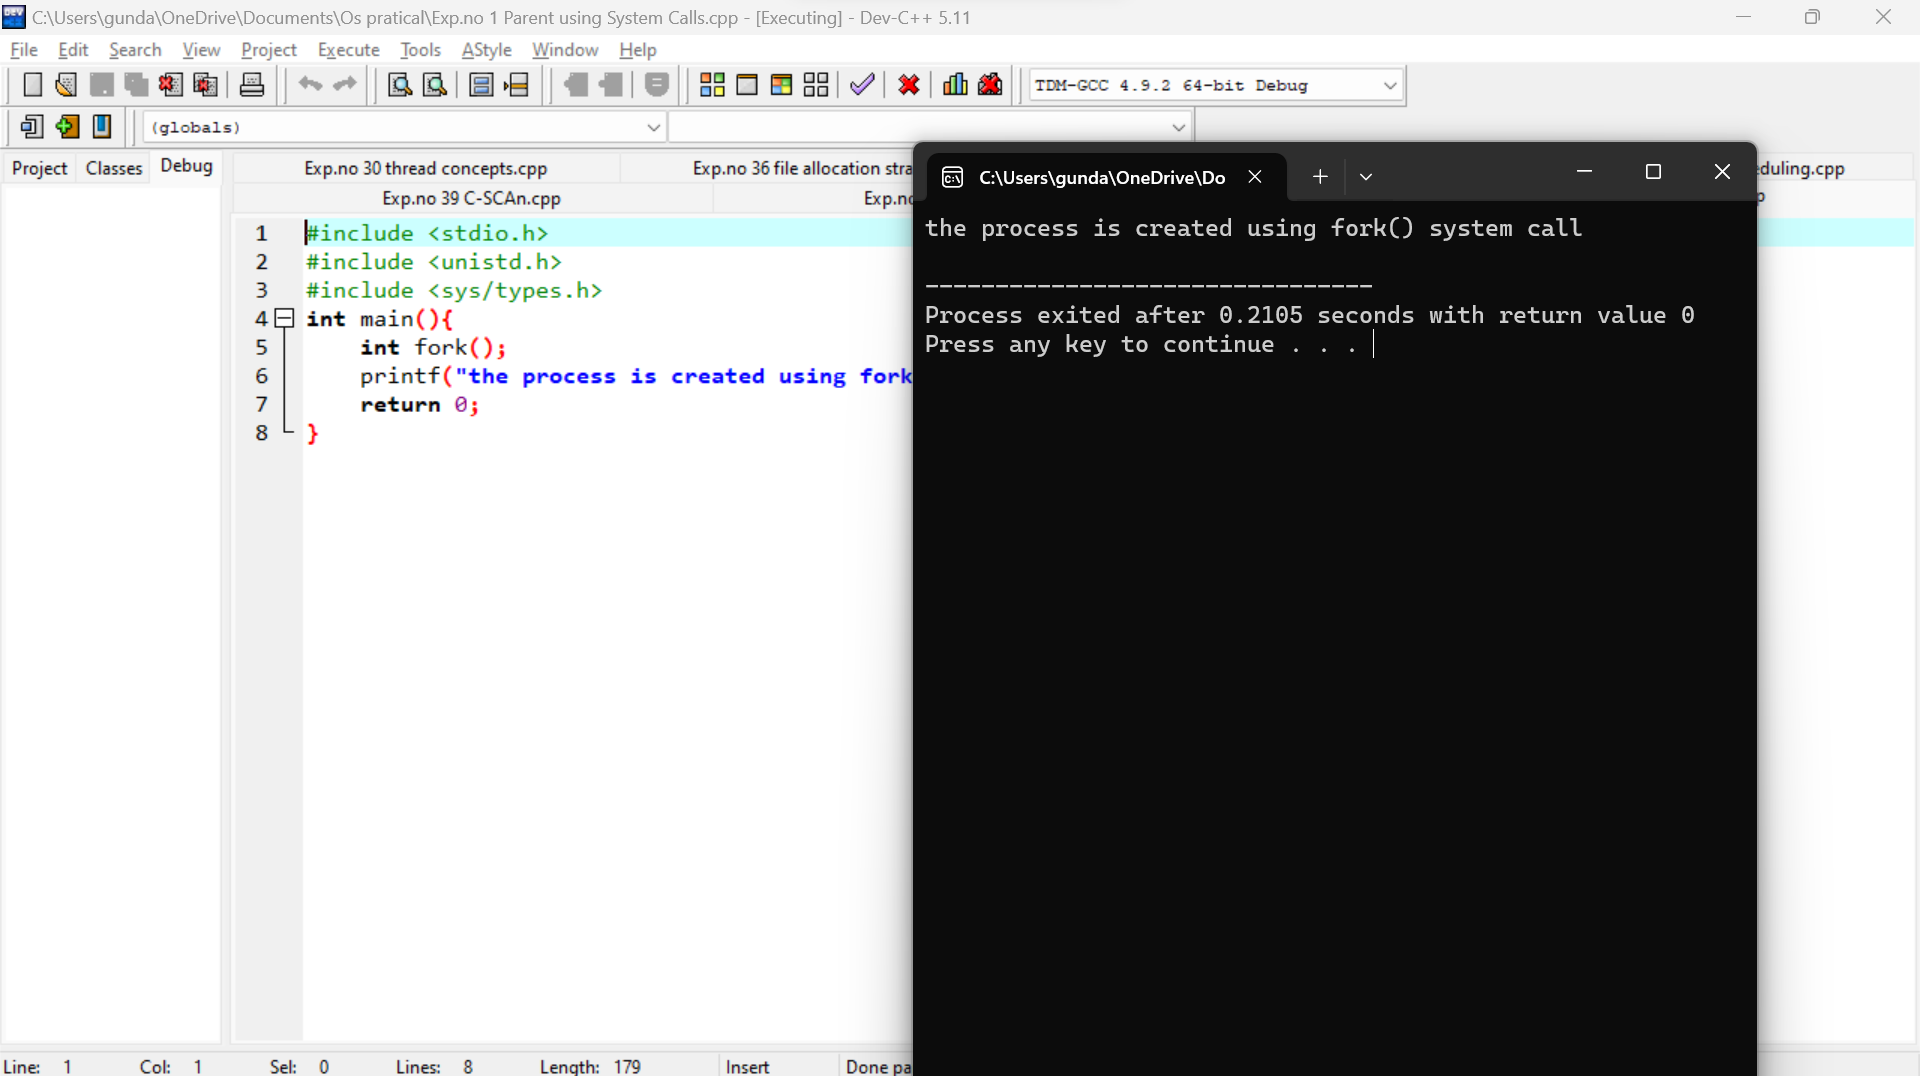 C:\Users\gunda\OneDrive\Documents\Os pratical\Exp.no 1 Parent using System Calls.cpp - [Executing] - Dev-C++ 5.11
File Edit Search View Project Execute Tools AStyle Window Help
TDM-GCC 4.9.2 64-bit Debug
(globals)
Project Classes Debug
Exp.no 30 thread concepts.cpp Exp.no 36 file allocation stra eduling.cpp
Exp.no 39 C-SCAn.cpp Exp.no
1 #include <stdio.h>
2 #include <unistd.h>
3 #include <sys/types.h>
4 int main(){
5 int fork();
6 printf("the process is created using fork
7 return 0;
8 }
C:\Users\gunda\OneDrive\Do
the process is created using fork() system call
--------------------------------
Process exited after 0.2105 seconds with return value 0
Press any key to continue . . .
Line: 1 Col: 1 Sel: 0 Lines: 8 Length: 179 Insert Done pa